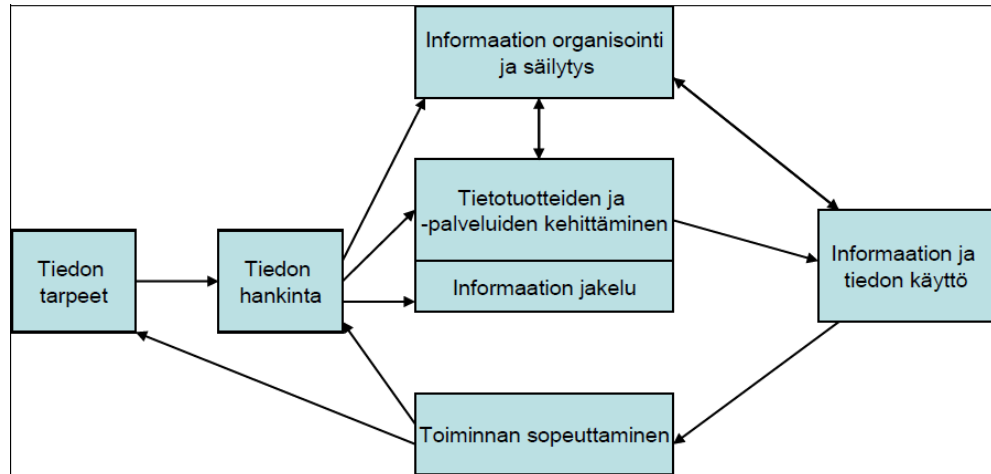 Informaation organisointi
ja säilytys
Tietotuotteiden ja
-palveluiden kehittäminen
Informaation jakelu
Tiedon
tarpeet
Tiedon
hankinta
Informaation ja
tiedon käyttö
Toiminnan sopeuttaminen